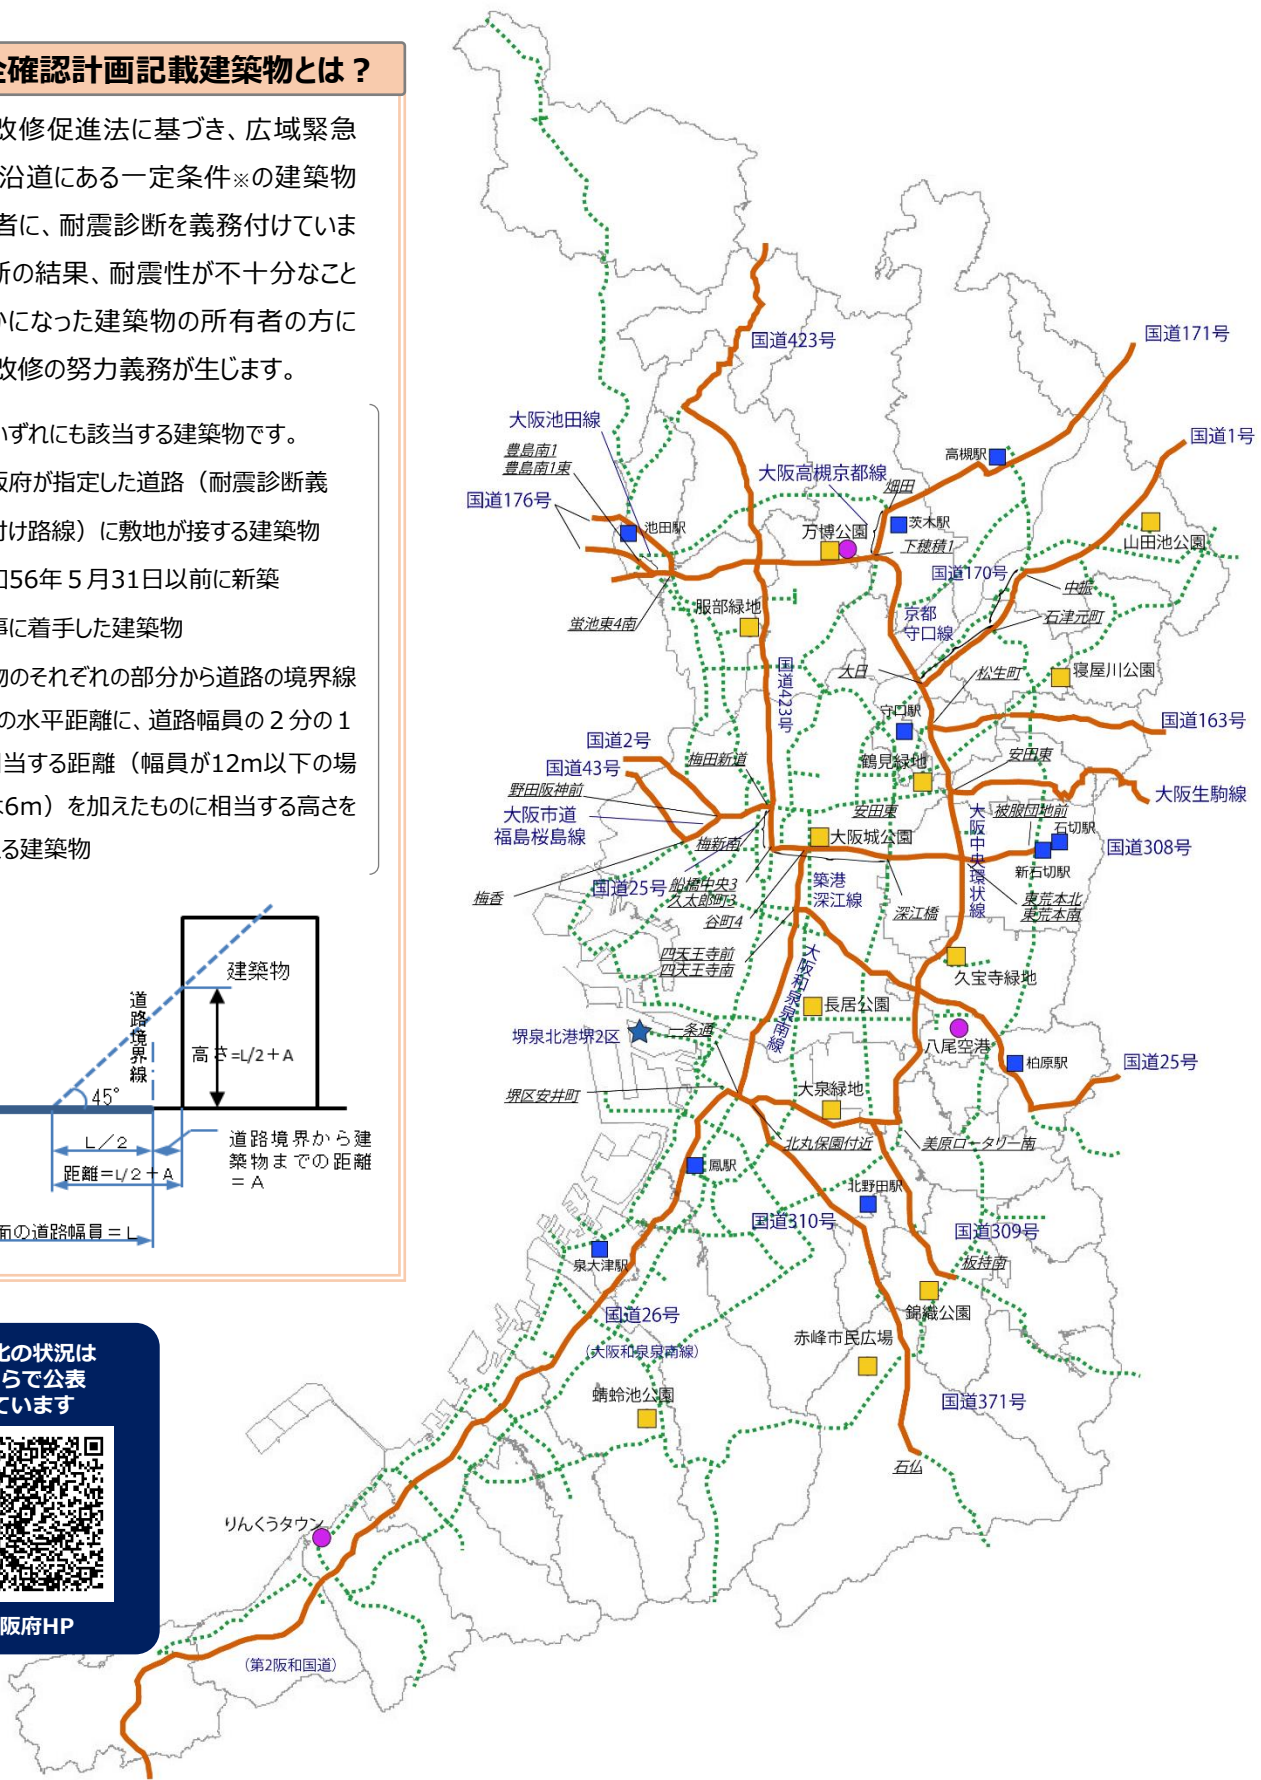 全確認計画記載建築物とは？
改修促進法に基づき、広域緊急
沿道にある一定条件※の建築物
者に、耐震診断を義務付けていま
所の結果、耐震性が不十分なこと
かになった建築物の所有者の方に
改修の努力義務が生じます。
いずれにも該当する建築物です。
阪府が指定した道路（耐震診断義
付け路線）に敷地が接する建築物
和56年５月31日以前に新築
事に着手した建築物
物のそれぞれの部分から道路の境界線
の水平距離に、道路幅員の２分の１
相当する距離（幅員が12m以下の場
は6m）を加えたものに相当する高さを
える建築物
建築物
道路境界線
高さ=L/2＋A
45°
L／2
距離=L/2＋A
道路境界から建
築物までの距離
＝A
面の道路幅員＝L
化の状況は
らで公表
ています
阪府HP
国道423号
国道171号
大阪池田線
豊島南1
豊島南1東
国道1号
高槻駅
大阪高槻京都線
畑田
国道176号
池田駅
万博公園
茨木駅
山田池公園
下穂積1
国道170号
中振
服部緑地
京都
守口線
石津元町
蛍池東4南
国道423号
大日
松生町
寝屋川公園
守口駅
国道163号
国道2号
梅田新道
国道43号
鶴見緑地
安田東
野田阪神前
大阪生駒線
大阪市道
福島桜島線
安田東
大阪中央環状線
被服団地前
石切駅
梅新南
大阪城公園
国道308号
新石切駅
国道25号
船橋中央3
久太郎町3
築港
深江線
梅香
谷町4
深江橋
東荒本北
東荒本南
四天王寺前
四天王寺南
大阪和泉泉南線
久宝寺緑地
長居公園
堺泉北港堺2区
一条通
八尾空港
柏原駅
国道25号
堺区安井町
大泉緑地
北丸保園付近
美原ロータリー南
鳳駅
北野田駅
国道310号
国道309号
板持南
泉大津駅
錦織公園
国道26号
(大阪和泉泉南線)
赤峰市民広場
蜻蛉池公園
国道371号
石仏
りんくうタウン
（第2阪和国道）